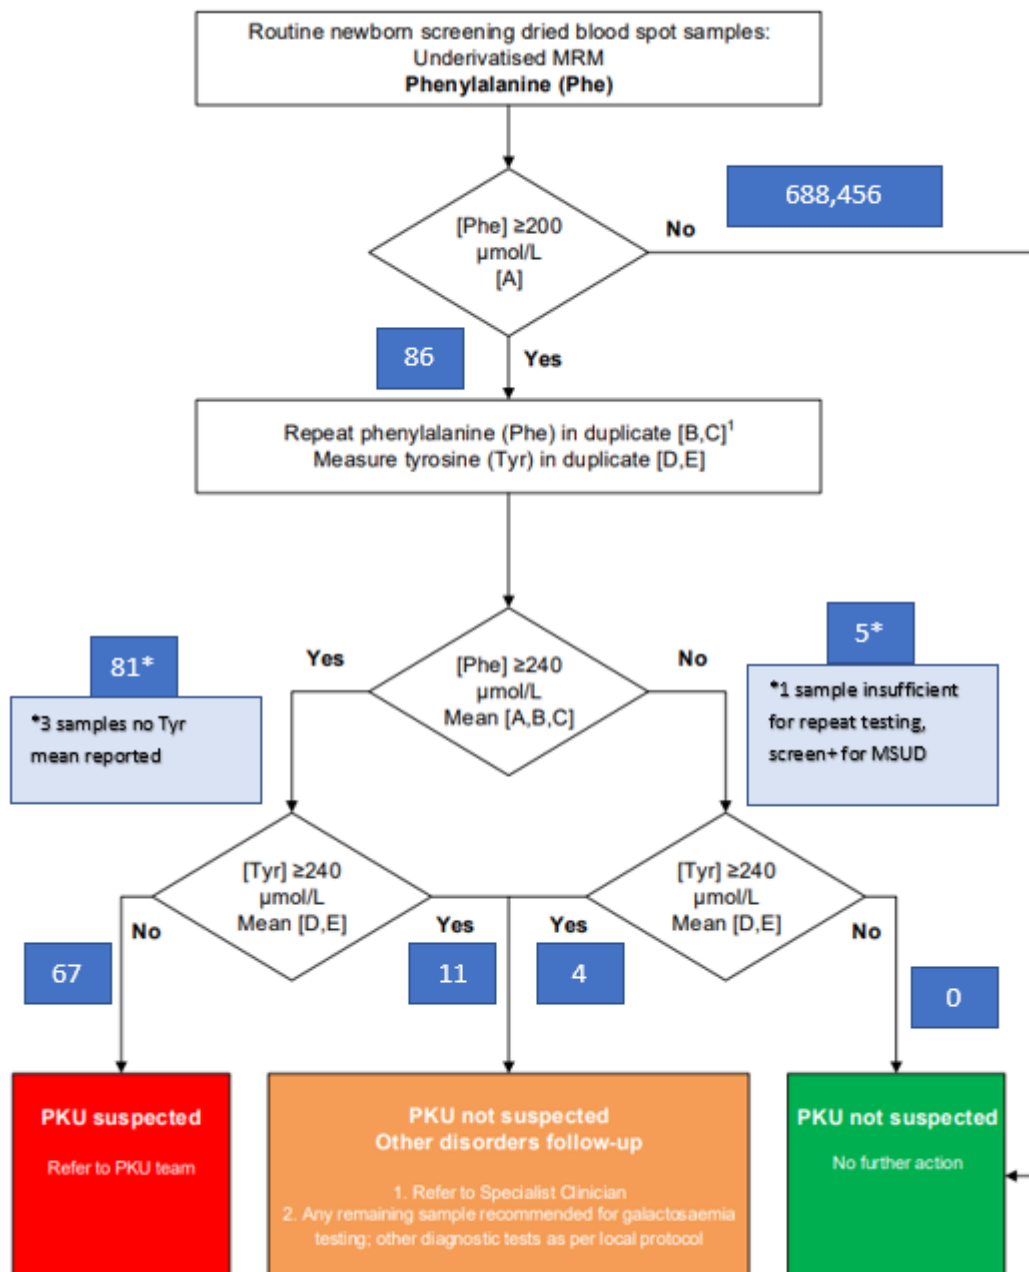 Routine newborn screening dried blood spot samples:
Underivatised MRM
Phenylalanine (Phe)
688,456
[Phe] ≥200
µmol/L
[A]
No
86
Yes
Repeat phenylalanine (Phe) in duplicate [B,C]¹
Measure tyrosine (Tyr) in duplicate [D,E]
81*
*3 samples no Tyr
mean reported
Yes
[Phe] ≥240
µmol/L
Mean [A,B,C]
No
5*
*1 sample insufficient
for repeat testing,
screen+ for MSUD
[Tyr] ≥240
µmol/L
Mean [D,E]
No
67
Yes
11
Yes
4
[Tyr] ≥240
µmol/L
Mean [D,E]
No
0
PKU suspected
Refer to PKU team
PKU not suspected
Other disorders follow-up
1. Refer to Specialist Clinician
2. Any remaining sample recommended for galactosaemia
testing; other diagnostic tests as per local protocol
PKU not suspected
No further action